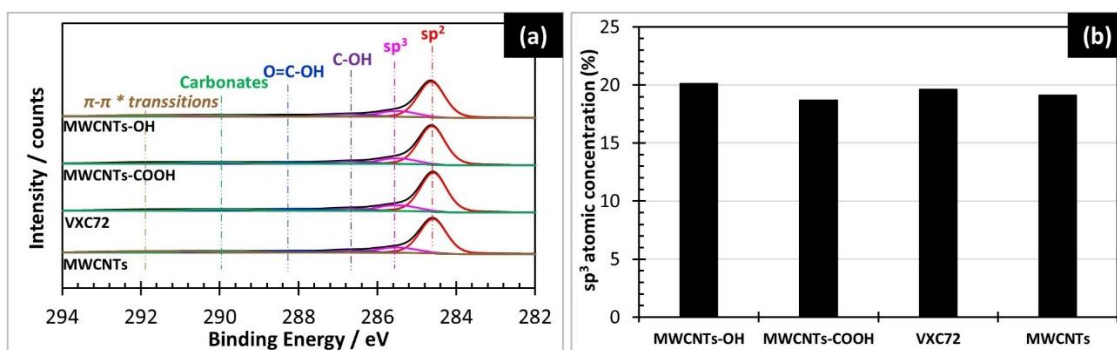 (a)
sp³ sp²
C-OH
O=C-OH
Carbonates
π-π * transsitions
MWCNTs-OH
MWCNTs-COOH
VXC72
MWCNTs
Intensity / counts
294 292 290 288 286 284 282
Binding Energy / eV
(b)
sp³ atomic concentration (%)
25
20
15
10
5
0
MWCNTs-OH MWCNTs-COOH VXC72 MWCNTs